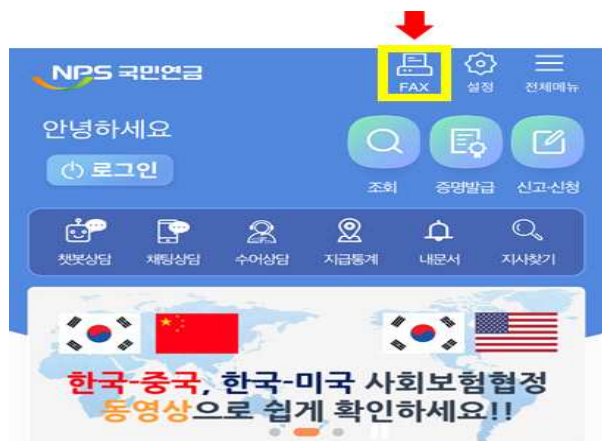 NPS 국민연금
FAX 설정 전체메뉴
안녕하세요
로그인
조회 증명발급 신고·신청
챗봇상담 채팅상담 수어상담 지급통계 내문서 지사찾기
한국-중국, 한국-미국 사회보험협정
동영상으로 쉽게 확인하세요!!